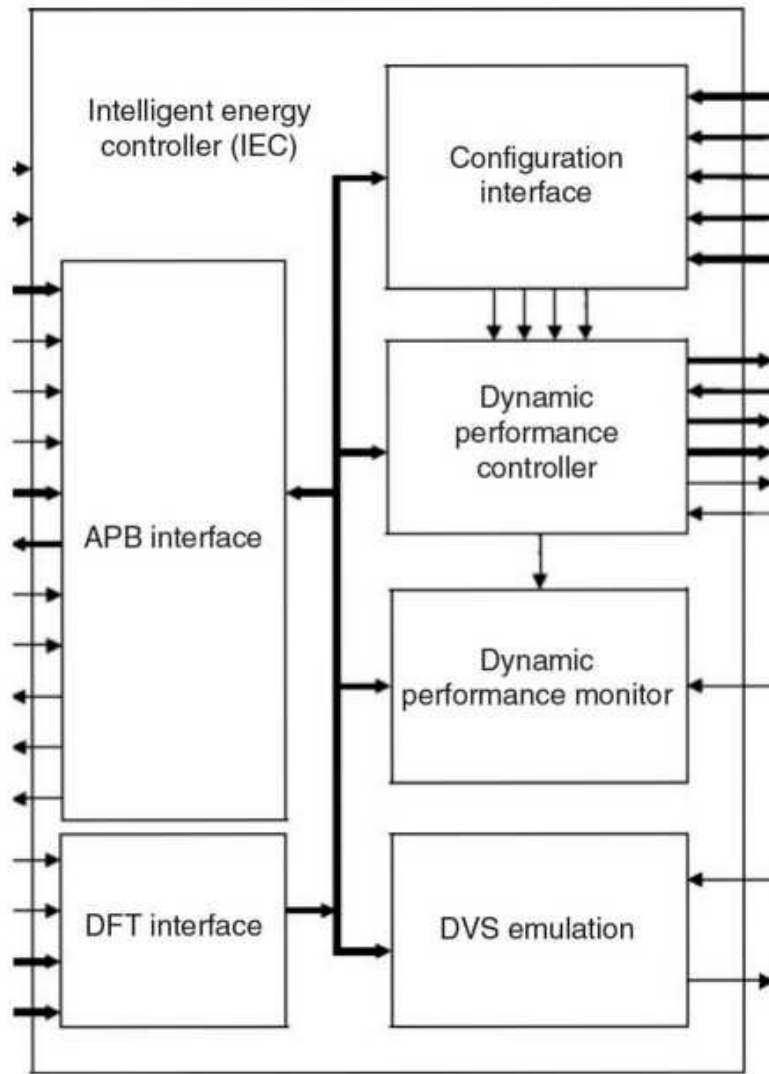 Intelligent energy
controller (IEC)
Configuration
interface
Dynamic
performance
controller
APB interface
Dynamic
performance monitor
DFT interface
DVS emulation